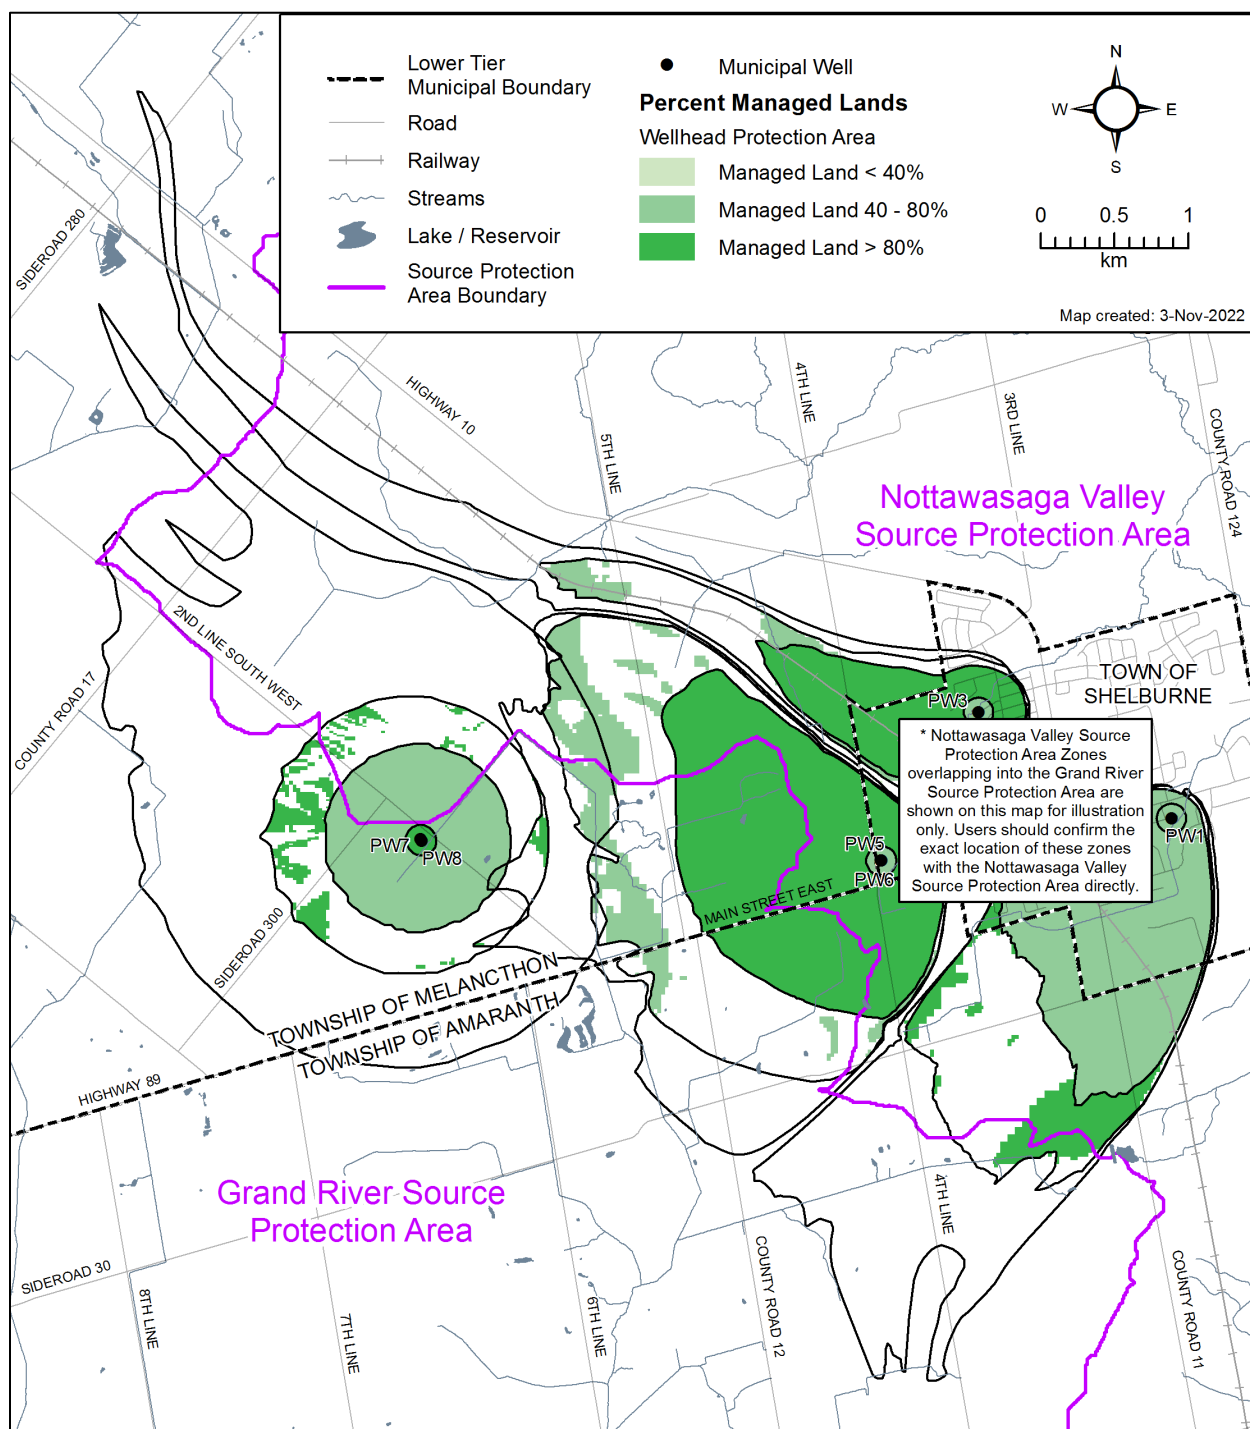 Lower Tier
Municipal Boundary
Road
Railway
Streams
Lake / Reservoir
Source Protection
Area Boundary
Municipal Well
Percent Managed Lands
Wellhead Protection Area
Managed Land < 40%
Managed Land 40 - 80%
Managed Land > 80%
N
W
E
S
0
0.5
1
km
Map created: 3-Nov-2022
SIDEROAD 280
HIGHWAY 10
5TH LINE
4TH LINE
3RD LINE
COUNTY ROAD 124
Nottawasaga Valley
Source Protection Area
2ND LINE SOUTH WEST
COUNTY ROAD 17
TOWN OF
SHELBURNE
PW3
* Nottawasaga Valley Source
Protection Area Zones
overlapping into the Grand River
Source Protection Area are
shown on this map for illustration
only. Users should confirm the
exact location of these zones
with the Nottawasaga Valley
Source Protection Area directly.
PW1
PW7
PW8
PW5
PW6
MAIN STREET EAST
SIDEROAD 300
TOWNSHIP OF MELANCTHON
TOWNSHIP OF AMARANTH
HIGHWAY 89
Grand River Source
Protection Area
SIDEROAD 30
8TH LINE
7TH LINE
6TH LINE
COUNTY ROAD 12
4TH LINE
COUNTY ROAD 11